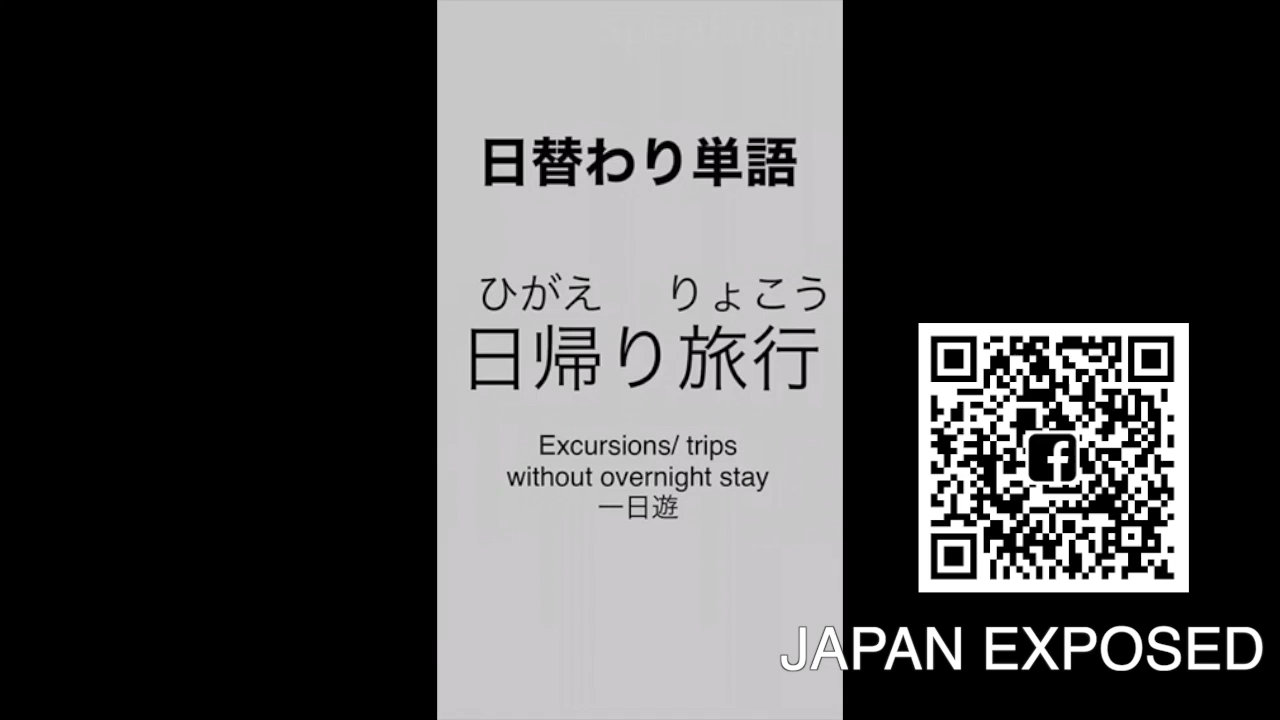 日替わり単語
ひがえ りょこう
日帰り旅行
Excursions/ trips
without overnight stay
一日遊
JAPAN EXPOSED